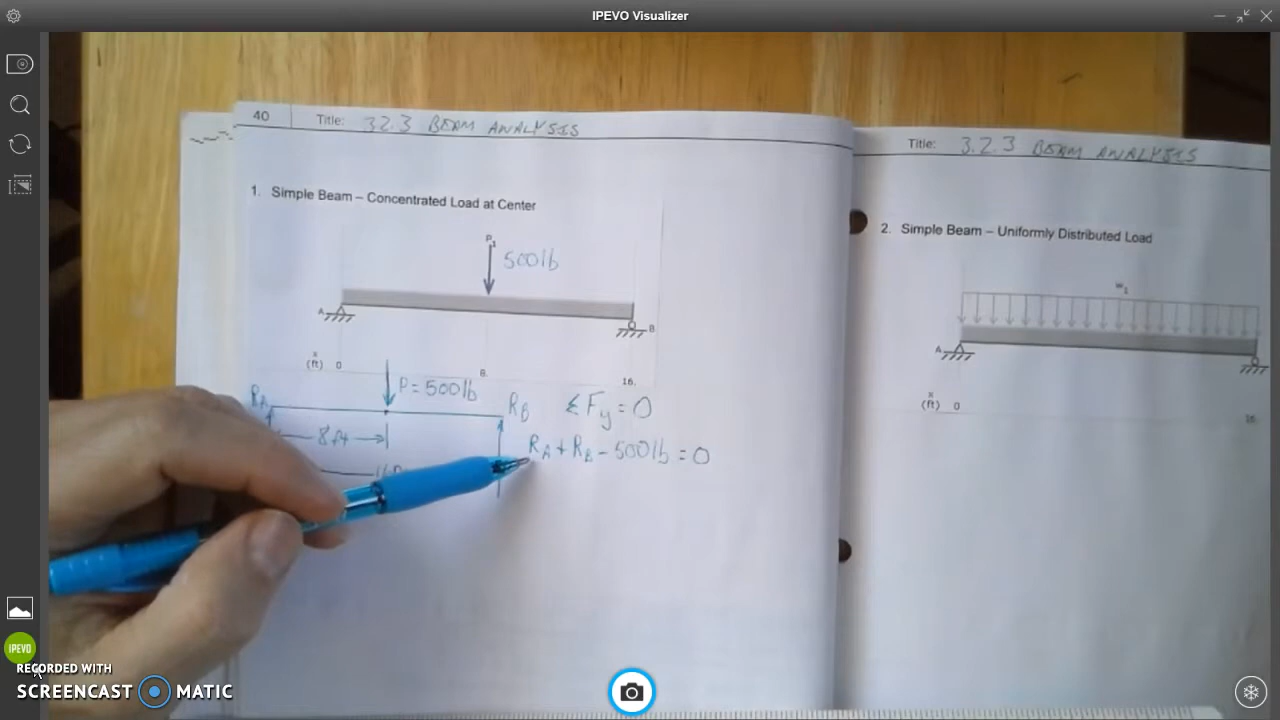 IPEVO Visualizer
40 Title: 3.2.3 BEAM ANALYSIS
1. Simple Beam – Concentrated Load at Center
P1
500lb
A
B
x
(ft) 0 8. 16.
P = 500lb
RA
RB
8ft
ΣFy = 0
RA + RB - 500lb = 0
Title: 3.2.3 BEAM ANALYSIS
2. Simple Beam – Uniformly Distributed Load
w1
A
x
(ft) 0 16.
IPEVO
RECORDED WITH
SCREENCAST MATIC